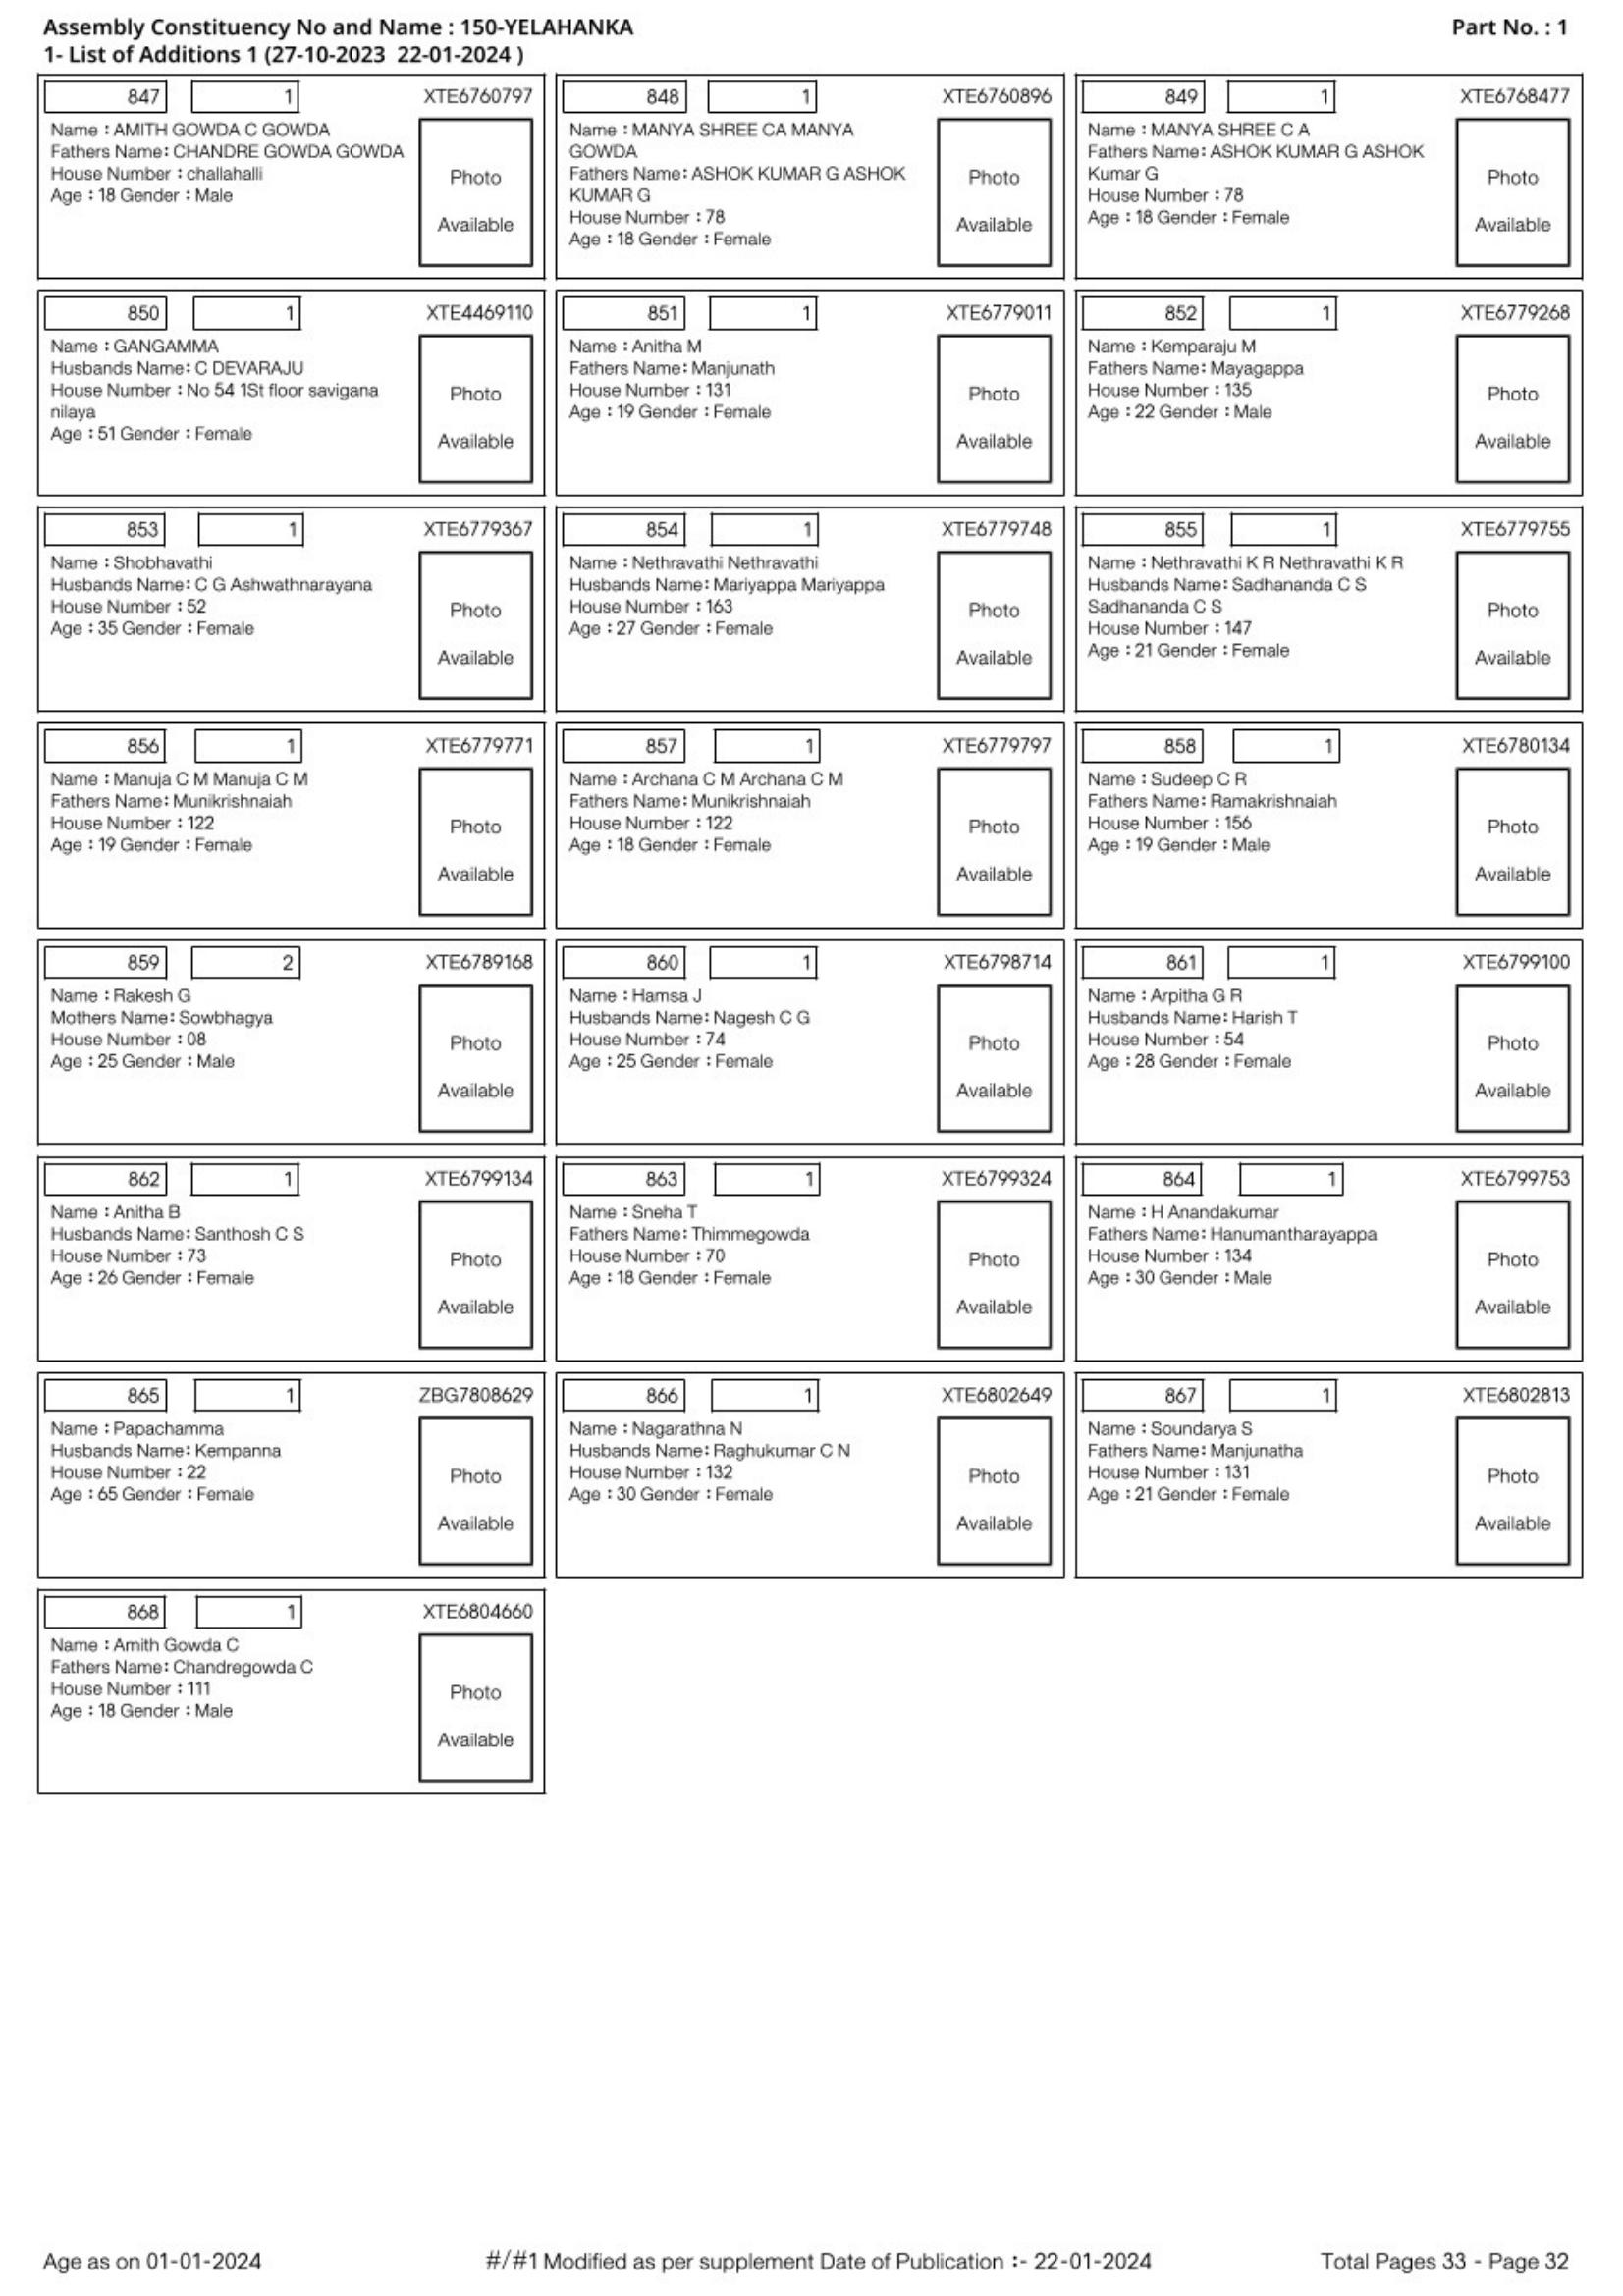 Assembly Constituency No and Name : 150-YELAHANKA
Part No. : 1
1- List of Additions 1 (27-10-2023 22-01-2024 )
847 1 XTE6760797
Name : AMITH GOWDA C GOWDA
Fathers Name: CHANDRE GOWDA GOWDA
House Number : challahalli
Age : 18 Gender : Male
Photo
Available
848 1 XTE6760896
Name : MANYA SHREE CA MANYA
GOWDA
Fathers Name: ASHOK KUMAR G ASHOK
KUMAR G
House Number : 78
Age : 18 Gender : Female
Photo
Available
849 1 XTE6768477
Name : MANYA SHREE C A
Fathers Name: ASHOK KUMAR G ASHOK
Kumar G
House Number : 78
Age : 18 Gender : Female
Photo
Available
850 1 XTE4469110
Name : GANGAMMA
Husbands Name: C DEVARAJU
House Number : No 54 1St floor savigana
nilaya
Age : 51 Gender : Female
Photo
Available
851 1 XTE6779011
Name : Anitha M
Fathers Name: Manjunath
House Number : 131
Age : 19 Gender : Female
Photo
Available
852 1 XTE6779268
Name : Kemparaju M
Fathers Name: Mayagappa
House Number : 135
Age : 22 Gender : Male
Photo
Available
853 1 XTE6779367
Name : Shobhavathi
Husbands Name: C G Ashwathnarayana
House Number : 52
Age : 35 Gender : Female
Photo
Available
854 1 XTE6779748
Name : Nethravathi Nethravathi
Husbands Name: Mariyappa Mariyappa
House Number : 163
Age : 27 Gender : Female
Photo
Available
855 1 XTE6779755
Name : Nethravathi K R Nethravathi K R
Husbands Name: Sadhananda C S
Sadhananda C S
House Number : 147
Age : 21 Gender : Female
Photo
Available
856 1 XTE6779771
Name : Manuja C M Manuja C M
Fathers Name: Munikrishnaiah
House Number : 122
Age : 19 Gender : Female
Photo
Available
857 1 XTE6779797
Name : Archana C M Archana C M
Fathers Name: Munikrishnaiah
House Number : 122
Age : 18 Gender : Female
Photo
Available
858 1 XTE6780134
Name : Sudeep C R
Fathers Name: Ramakrishnaiah
House Number : 156
Age : 19 Gender : Male
Photo
Available
859 2 XTE6789168
Name : Rakesh G
Mothers Name: Sowbhagya
House Number : 08
Age : 25 Gender : Male
Photo
Available
860 1 XTE6798714
Name : Hamsa J
Husbands Name: Nagesh C G
House Number : 74
Age : 25 Gender : Female
Photo
Available
861 1 XTE6799100
Name : Arpitha G R
Husbands Name: Harish T
House Number : 54
Age : 28 Gender : Female
Photo
Available
862 1 XTE6799134
Name : Anitha B
Husbands Name: Santhosh C S
House Number : 73
Age : 26 Gender : Female
Photo
Available
863 1 XTE6799324
Name : Sneha T
Fathers Name: Thimmegowda
House Number : 70
Age : 18 Gender : Female
Photo
Available
864 1 XTE6799753
Name : H Anandakumar
Fathers Name: Hanumantharayappa
House Number : 134
Age : 30 Gender : Male
Photo
Available
865 1 ZBG7808629
Name : Papachamma
Husbands Name: Kempanna
House Number : 22
Age : 65 Gender : Female
Photo
Available
866 1 XTE6802649
Name : Nagarathna N
Husbands Name: Raghukumar C N
House Number : 132
Age : 30 Gender : Female
Photo
Available
867 1 XTE6802813
Name : Soundarya S
Fathers Name: Manjunatha
House Number : 131
Age : 21 Gender : Female
Photo
Available
868 1 XTE6804660
Name : Amith Gowda C
Fathers Name: Chandregowda C
House Number : 111
Age : 18 Gender : Male
Photo
Available
Age as on 01-01-2024
#/#1 Modified as per supplement Date of Publication :- 22-01-2024
Total Pages 33 - Page 32